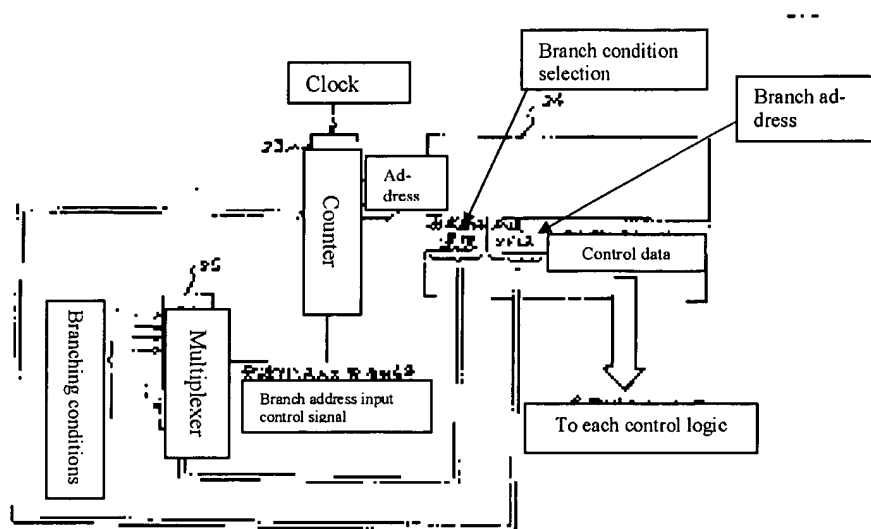 Branch condition
selection
Clock
Branch ad-
dress
Ad-
dress
Counter
Control data
Branching conditions
Multiplexer
Branch address input
control signal
To each control logic